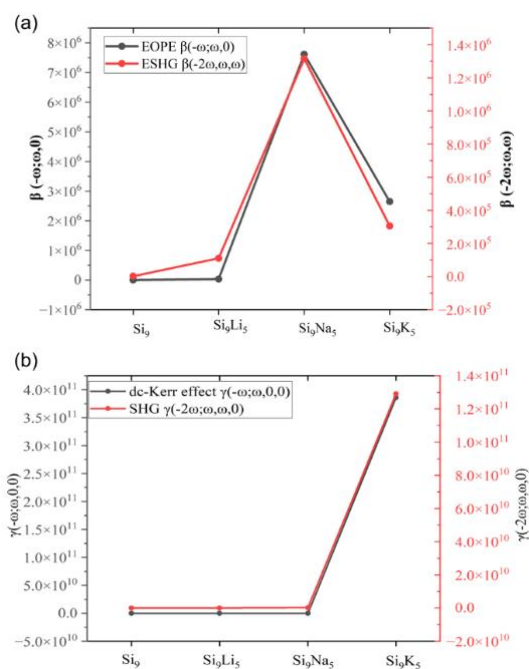 (a)
EOPE β(-ω;ω,0)
ESHG β(-2ω,ω,ω)
8×10⁶
7×10⁶
6×10⁶
5×10⁶
4×10⁶
3×10⁶
2×10⁶
1×10⁶
0
−1×10⁶
β (-ω;ω,0)
1.4×10⁶
1.2×10⁶
1.0×10⁶
8.0×10⁵
6.0×10⁵
4.0×10⁵
2.0×10⁵
0.0
−2.0×10⁵
β (-2ω;ω,ω)
Si₉
Si₉Li₅
Si₉Na₅
Si₉K₅
(b)
dc-Kerr effect γ(-ω;ω,0,0)
SHG γ(-2ω;ω,ω,0)
4.0×10¹¹
3.5×10¹¹
3.0×10¹¹
2.5×10¹¹
2.0×10¹¹
1.5×10¹¹
1.0×10¹¹
5.0×10¹⁰
0.0
−5.0×10¹⁰
γ(-ω;ω,0,0)
1.4×10¹¹
1.2×10¹¹
1.0×10¹¹
8.0×10¹⁰
6.0×10¹⁰
4.0×10¹⁰
2.0×10¹⁰
0.0
−2.0×10¹⁰
γ(-2ω;ω,ω,0)
Si₉
Si₉Li₅
Si₉Na₅
Si₉K₅